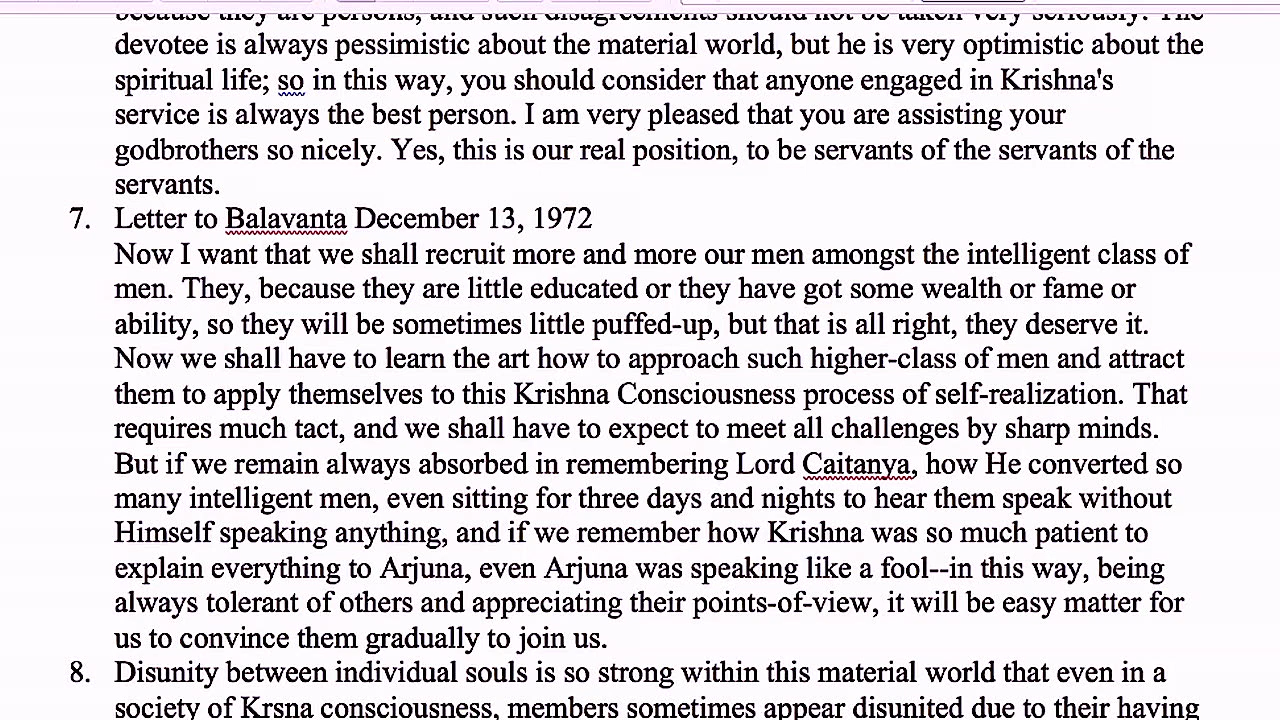 because they are persons, and such disagreements should not be taken very seriously. The
devotee is always pessimistic about the material world, but he is very optimistic about the
spiritual life; so in this way, you should consider that anyone engaged in Krishna's
service is always the best person. I am very pleased that you are assisting your
godbrothers so nicely. Yes, this is our real position, to be servants of the servants of the
servants.
7. Letter to Balavanta December 13, 1972
Now I want that we shall recruit more and more our men amongst the intelligent class of
men. They, because they are little educated or they have got some wealth or fame or
ability, so they will be sometimes little puffed-up, but that is all right, they deserve it.
Now we shall have to learn the art how to approach such higher-class of men and attract
them to apply themselves to this Krishna Consciousness process of self-realization. That
requires much tact, and we shall have to expect to meet all challenges by sharp minds.
But if we remain always absorbed in remembering Lord Caitanya, how He converted so
many intelligent men, even sitting for three days and nights to hear them speak without
Himself speaking anything, and if we remember how Krishna was so much patient to
explain everything to Arjuna, even Arjuna was speaking like a fool--in this way, being
always tolerant of others and appreciating their points-of-view, it will be easy matter for
us to convince them gradually to join us.
8. Disunity between individual souls is so strong within this material world that even in a
society of Krsna consciousness, members sometimes appear disunited due to their having